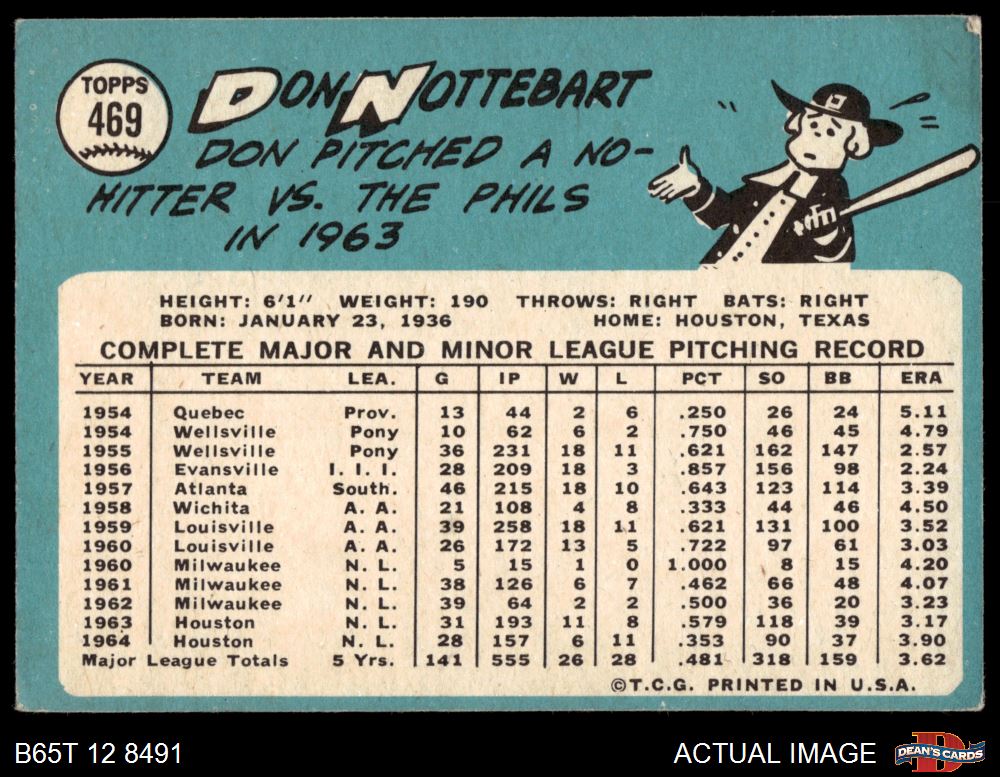 TOPPS
469
DON NOTTEBART
DON PITCHED A NO-
HITTER VS. THE PHILS
IN 1963
HEIGHT: 6'1" WEIGHT: 190 THROWS: RIGHT BATS: RIGHT
BORN: JANUARY 23, 1936 HOME: HOUSTON, TEXAS
COMPLETE MAJOR AND MINOR LEAGUE PITCHING RECORD
YEAR TEAM LEA. G IP W L PCT SO BB ERA
1954 Quebec Prov. 13 44 2 6 .250 26 24 5.11
1954 Wellsville Pony 10 62 6 2 .750 46 45 4.79
1955 Wellsville Pony 36 231 18 11 .621 162 147 2.57
1956 Evansville I. I. I. 28 209 18 3 .857 156 98 2.24
1957 Atlanta South. 46 215 18 10 .643 123 114 3.39
1958 Wichita A. A. 21 108 4 8 .333 44 46 4.50
1959 Louisville A. A. 39 258 18 11 .621 131 100 3.52
1960 Louisville A. A. 26 172 13 5 .722 97 61 3.03
1960 Milwaukee N. L. 5 15 1 0 1.000 8 15 4.20
1961 Milwaukee N. L. 38 126 6 7 .462 66 48 4.07
1962 Milwaukee N. L. 39 64 2 2 .500 36 20 3.23
1963 Houston N. L. 31 193 11 8 .579 118 39 3.17
1964 Houston N. L. 28 157 6 11 .353 90 37 3.90
Major League Totals 5 Yrs. 141 555 26 28 .481 318 159 3.62
©T.C.G. PRINTED IN U.S.A.
B65T 12 8491
ACTUAL IMAGE
DEAN'S CARDS